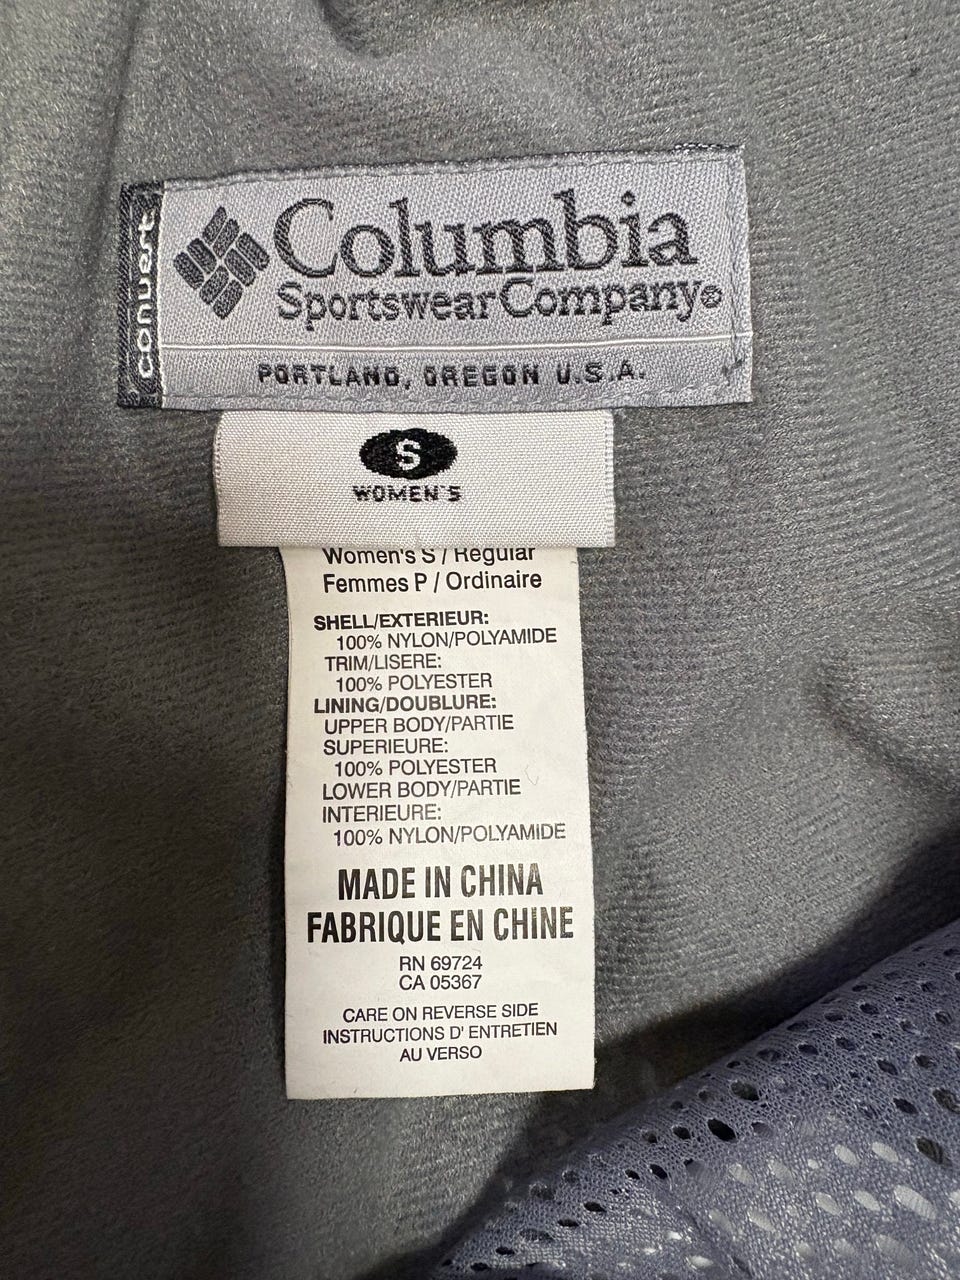 convert
Columbia
Sportswear Company®
PORTLAND, OREGON U.S.A.
S
WOMEN'S
Women's S / Regular
Femmes P / Ordinaire
SHELL/EXTERIEUR:
100% NYLON/POLYAMIDE
TRIM/LISERE:
100% POLYESTER
LINING/DOUBLURE:
UPPER BODY/PARTIE
SUPERIEURE:
100% POLYESTER
LOWER BODY/PARTIE
INTERIEURE:
100% NYLON/POLYAMIDE
MADE IN CHINA
FABRIQUE EN CHINE
RN 69724
CA 05367
CARE ON REVERSE SIDE
INSTRUCTIONS D' ENTRETIEN
AU VERSO